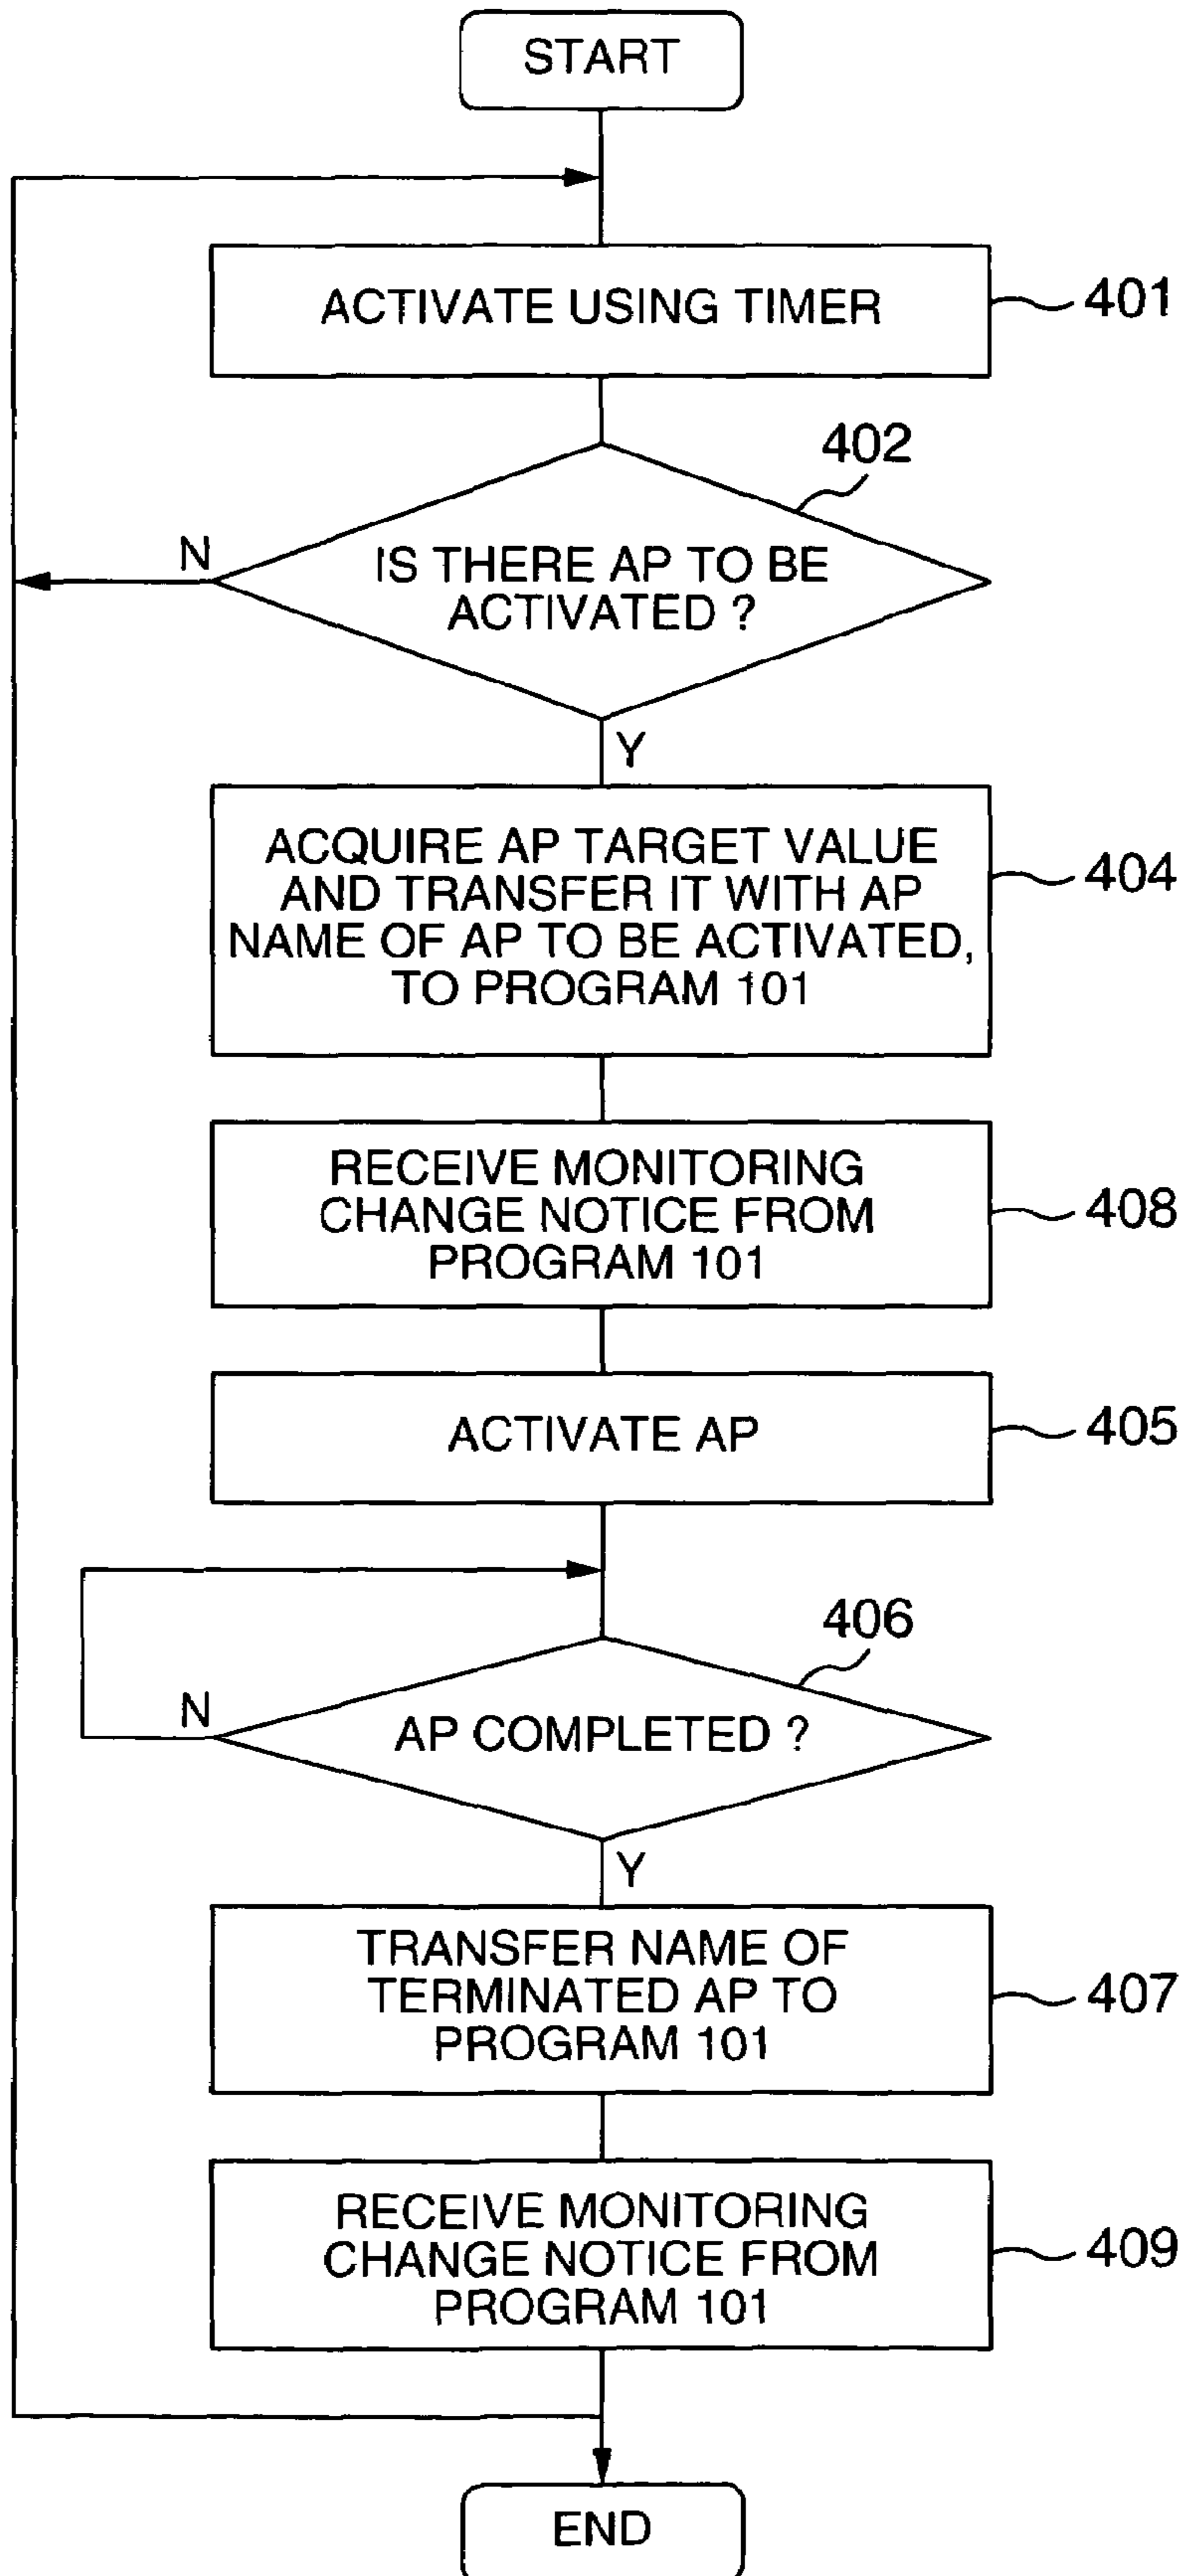 START
ACTIVATE USING TIMER
401
402
N
IS THERE AP TO BE
ACTIVATED ?
Y
ACQUIRE AP TARGET VALUE
AND TRANSFER IT WITH AP
NAME OF AP TO BE ACTIVATED,
TO PROGRAM 101
404
RECEIVE MONITORING
CHANGE NOTICE FROM
PROGRAM 101
408
ACTIVATE AP
405
406
N
AP COMPLETED ?
Y
TRANSFER NAME OF
TERMINATED AP TO
PROGRAM 101
407
RECEIVE MONITORING
CHANGE NOTICE FROM
PROGRAM 101
409
END